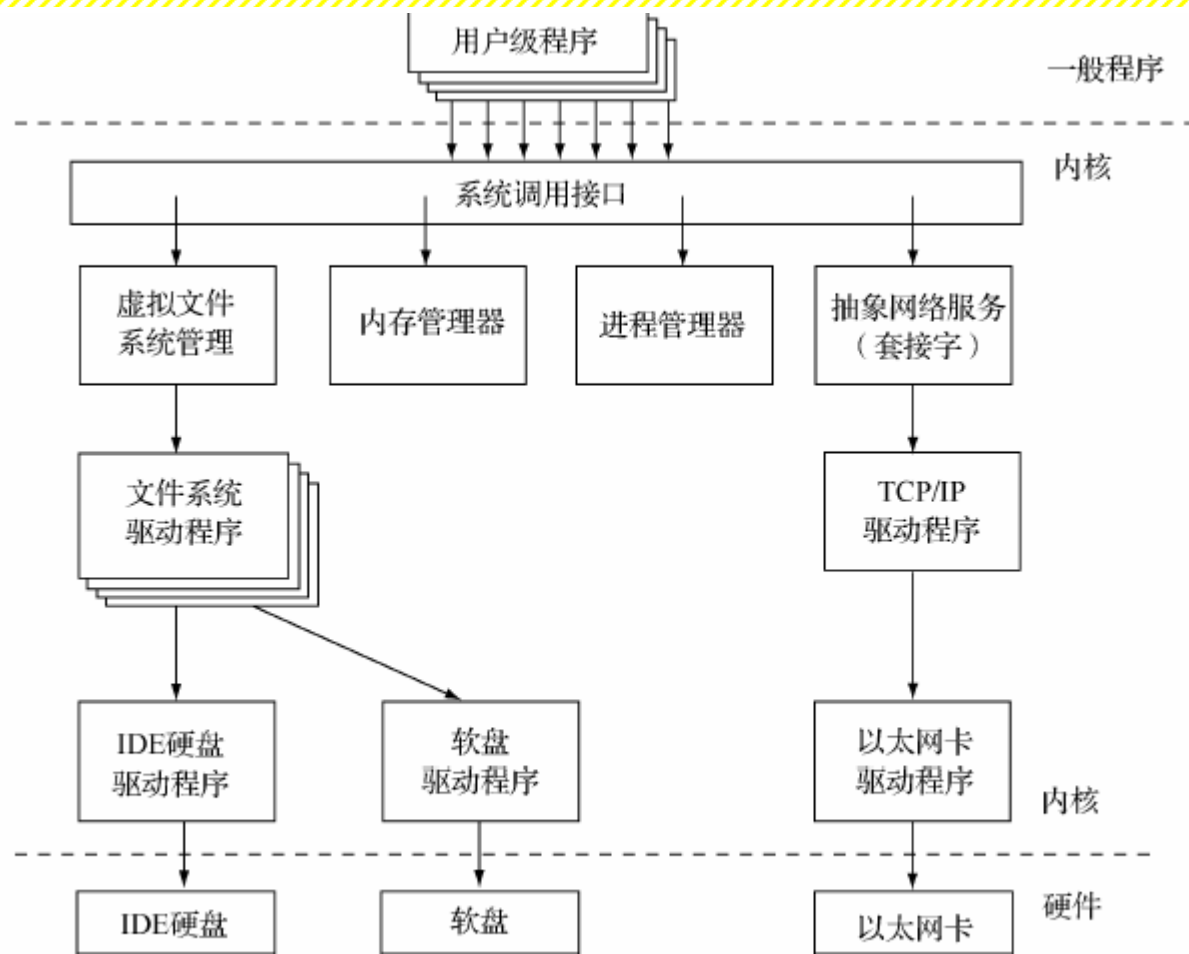 用户级程序
一般程序
内核
系统调用接口
虚拟文件
系统管理
内存管理器
进程管理器
抽象网络服务
（套接字）
文件系统
驱动程序
TCP/IP
驱动程序
IDE硬盘
驱动程序
软盘
驱动程序
以太网卡
驱动程序
内核
IDE硬盘
软盘
以太网卡
硬件